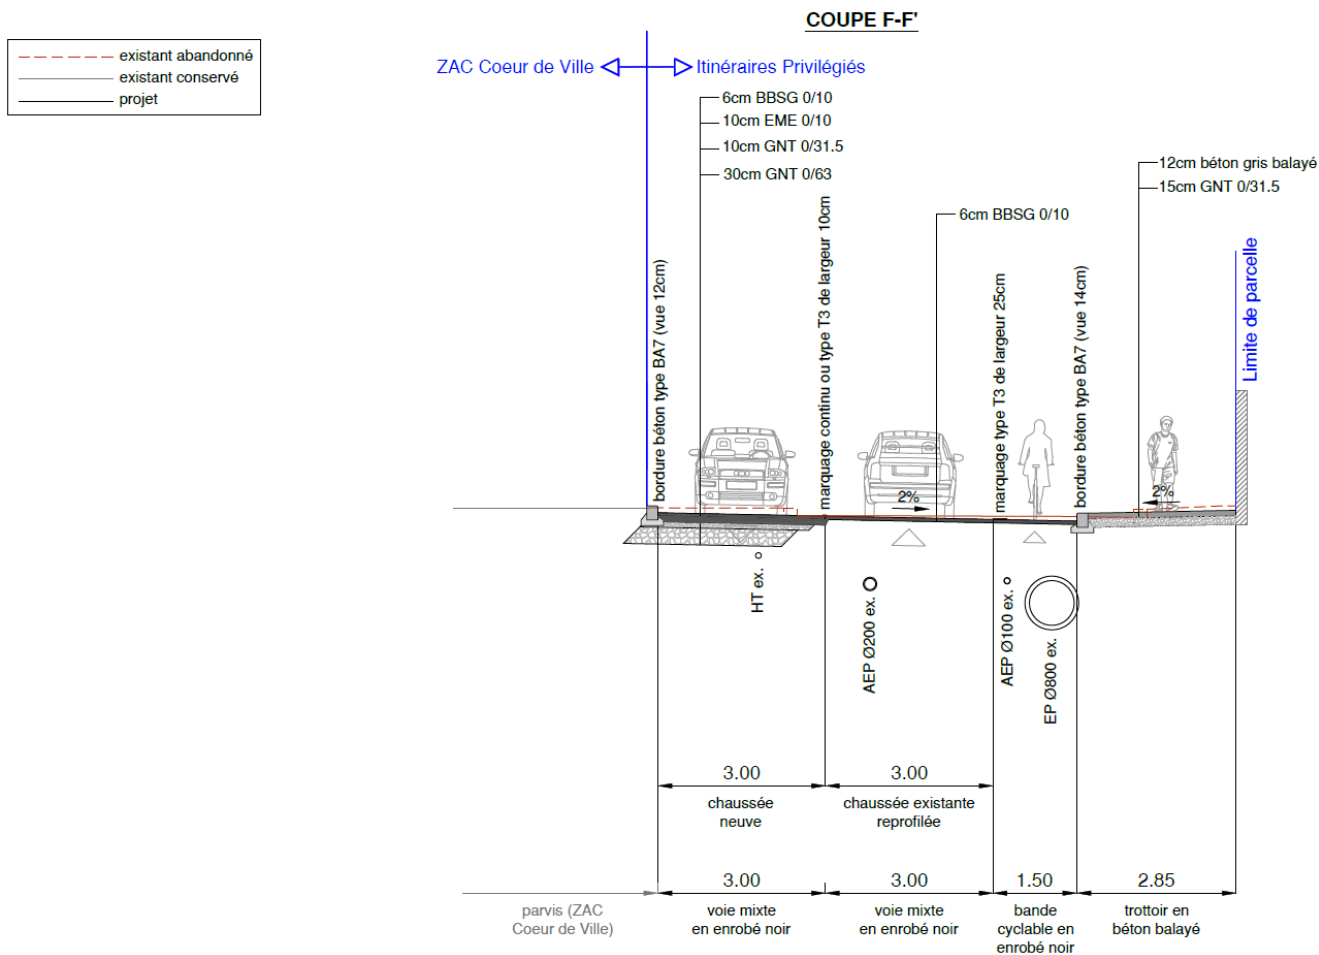 COUPE F-F'
existant abandonné
existant conservé
projet
ZAC Coeur de Ville
Itinéraires Privilégiés
6cm BBSG 0/10
10cm EME 0/10
10cm GNT 0/31.5
30cm GNT 0/63
12cm béton gris balayé
15cm GNT 0/31.5
6cm BBSG 0/10
bordure béton type BA7 (vue 12cm)
marquage continu ou type T3 de largeur 10cm
marquage type T3 de largeur 25cm
bordure béton type BA7 (vue 14cm)
Limite de parcelle
2%
2%
HT ex.
AEP Ø200 ex.
AEP Ø100 ex.
EP Ø800 ex.
3.00
3.00
chaussée
neuve
chaussée existante
reprofilée
3.00
3.00
1.50
2.85
parvis (ZAC
Coeur de Ville)
voie mixte
en enrobé noir
voie mixte
en enrobé noir
bande
cyclable en
enrobé noir
trottoir en
béton balayé